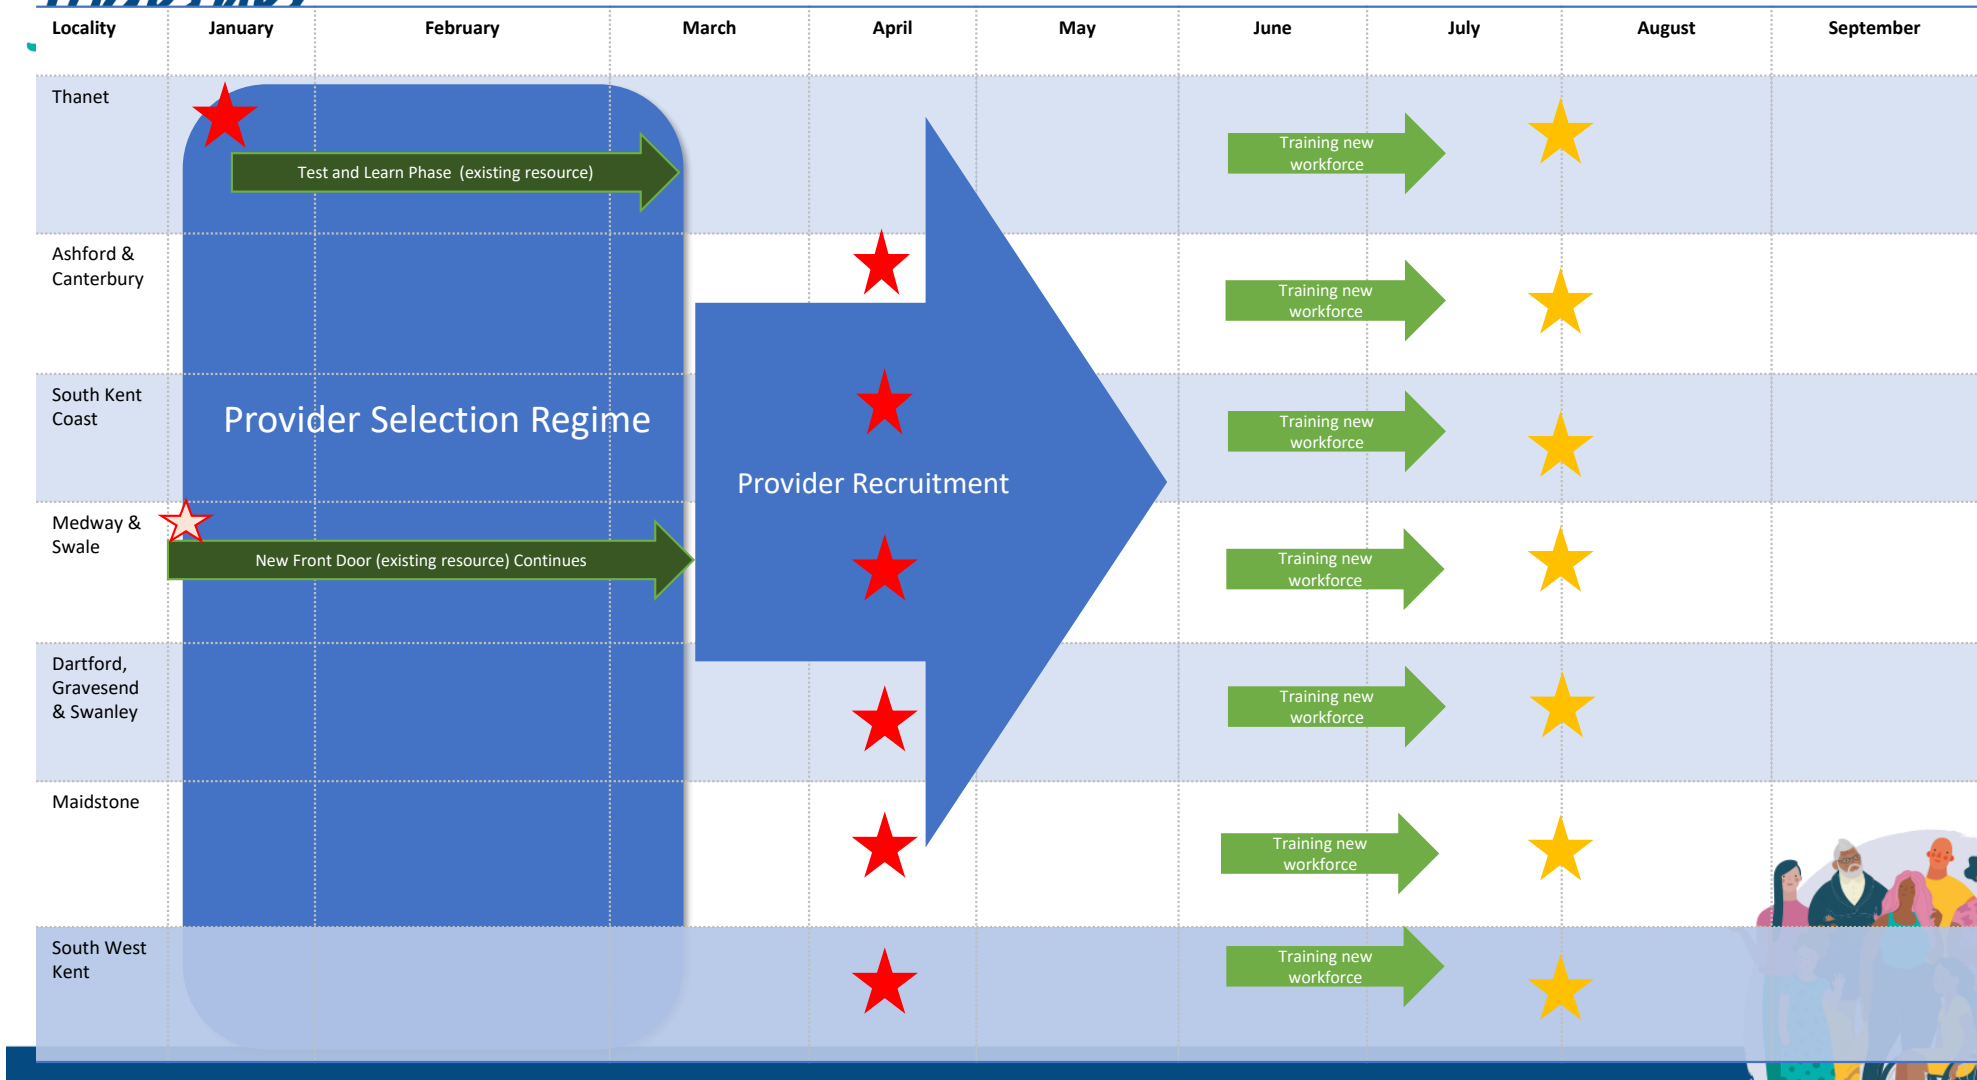 Locality January February March April May June July August September
Thanet
Training new
workforce
Test and Learn Phase (existing resource)
Ashford &
Canterbury
Training new
workforce
South Kent
Coast
Provider Selection Regime
Training new
workforce
Provider Recruitment
Medway &
Swale
New Front Door (existing resource) Continues
Training new
workforce
Dartford,
Gravesend
& Swanley
Training new
workforce
Maidstone
Training new
workforce
South West
Kent
Training new
workforce